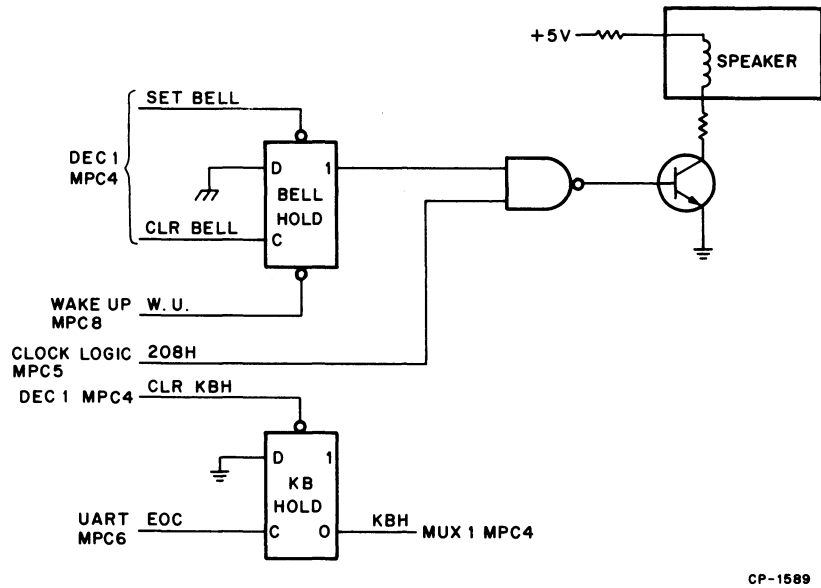 +5V
SPEAKER
SET BELL
DEC 1
MPC4
D 1
BELL
HOLD
C
CLR BELL
WAKE UP W. U.
MPC8
CLOCK LOGIC 208H
MPC5
DEC 1 MPC4 CLR KBH
D 1
KB
HOLD
UART EOC
MPC6
C O
KBH
MUX 1 MPC4
CP-1589